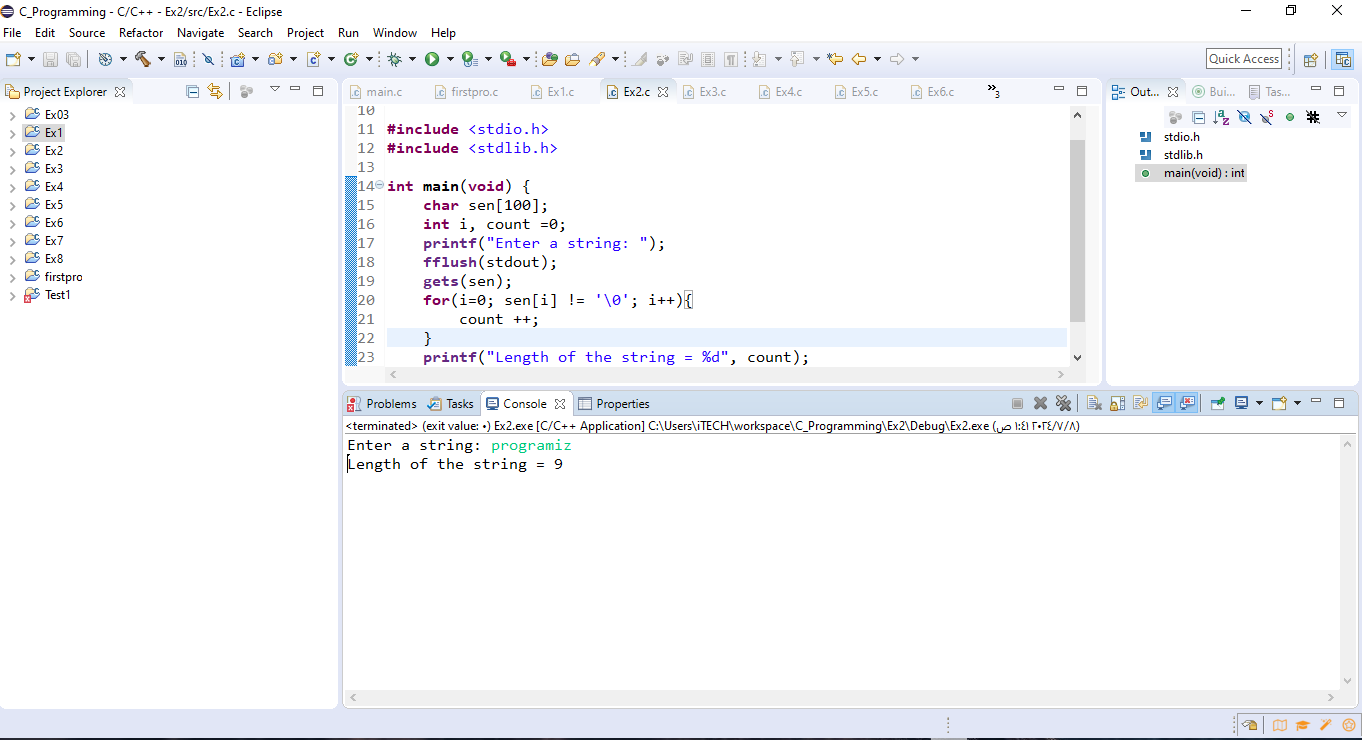 C_Programming - C/C++ - Ex2/src/Ex2.c - Eclipse
File Edit Source Refactor Navigate Search Project Run Window Help
Quick Access
Project Explorer
Ex03
Ex1
Ex2
Ex3
Ex4
Ex5
Ex6
Ex7
Ex8
firstpro
Test1
main.c firstpro.c Ex1.c Ex2.c Ex3.c Ex4.c Ex5.c Ex6.c »3
10
11 #include <stdio.h>
12 #include <stdlib.h>
13
14 int main(void) {
15 char sen[100];
16 int i, count =0;
17 printf("Enter a string: ");
18 fflush(stdout);
19 gets(sen);
20 for(i=0; sen[i] != '\0'; i++){
21 count ++;
22 }
23 printf("Length of the string = %d", count);
Out... Bui... Tas...
stdio.h
stdlib.h
main(void) : int
Problems Tasks Console Properties
<terminated> (exit value: ٠) Ex2.exe [C/C++ Application] C:\Users\iTECH\workspace\C_Programming\Ex2\Debug\Ex2.exe (٢٠٢٤/٧/٨ ١:٤١ ص)
Enter a string: programiz
Length of the string = 9